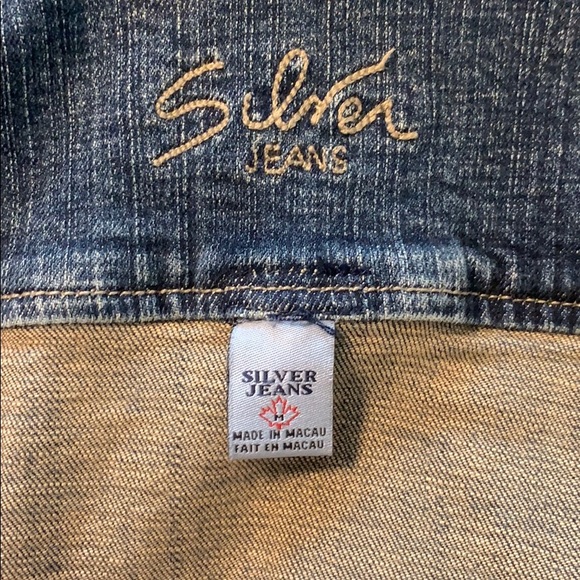 Silver
JEANS
SILVER
JEANS
M
MADE IN MACAU
FAIT EN MACAU